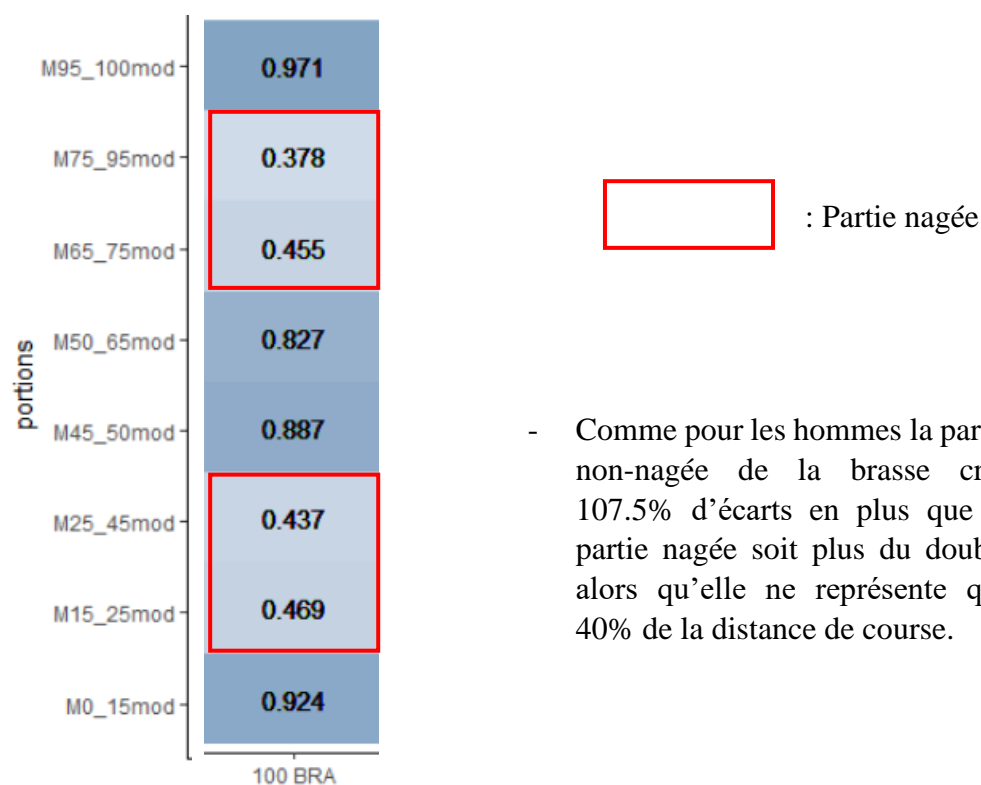 M95_100mod 0.971
M75_95mod 0.378
M65_75mod 0.455
M50_65mod 0.827
M45_50mod 0.887
M25_45mod 0.437
M15_25mod 0.469
M0_15mod 0.924
portions
100 BRA
: Partie nagée
- Comme pour les hommes la par
non-nagée de la brasse cr
107.5% d'écarts en plus que
partie nagée soit plus du doub
alors qu'elle ne représente q
40% de la distance de course.